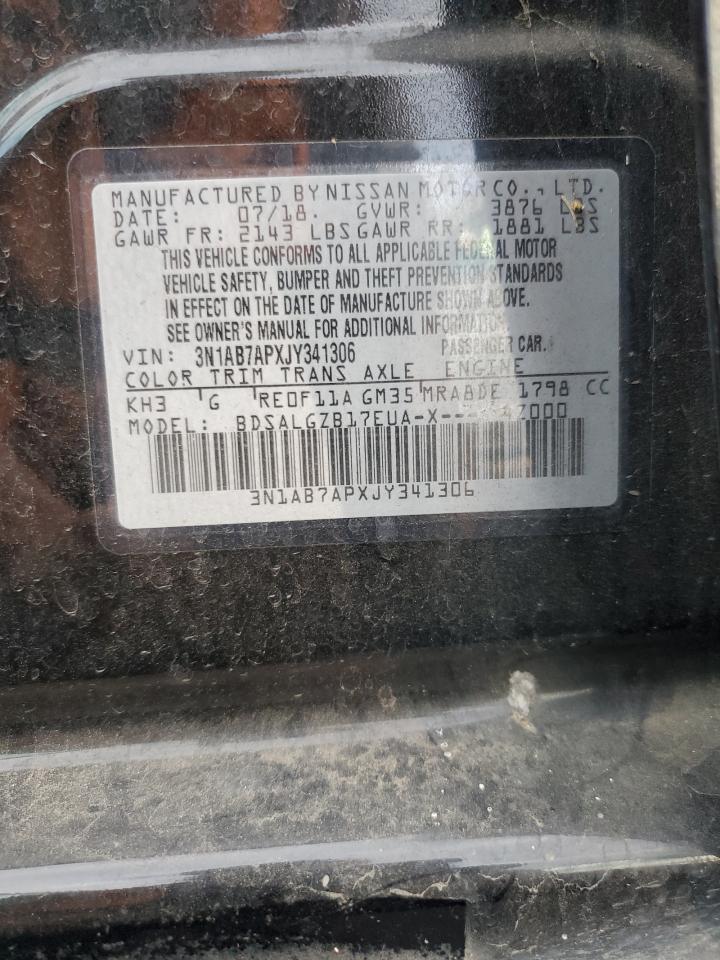 MANUFACTURED BY NISSAN MOTOR CO., LTD.
DATE: 07/18. GVWR: 3876 LBS
GAWR FR: 2143 LBS GAWR RR: 1881 LBS
THIS VEHICLE CONFORMS TO ALL APPLICABLE FEDERAL MOTOR
VEHICLE SAFETY, BUMPER AND THEFT PREVENTION STANDARDS
IN EFFECT ON THE DATE OF MANUFACTURE SHOWN ABOVE.
SEE OWNER'S MANUAL FOR ADDITIONAL INFORMATION.
VIN: 3N1AB7APXJY341306 PASSENGER CAR.
COLOR TRIM TRANS AXLE ENGINE
KH3 G RE0F11A GM35 MRA8DE 1798 CC
MODEL:
3N1AB7APXJY341306